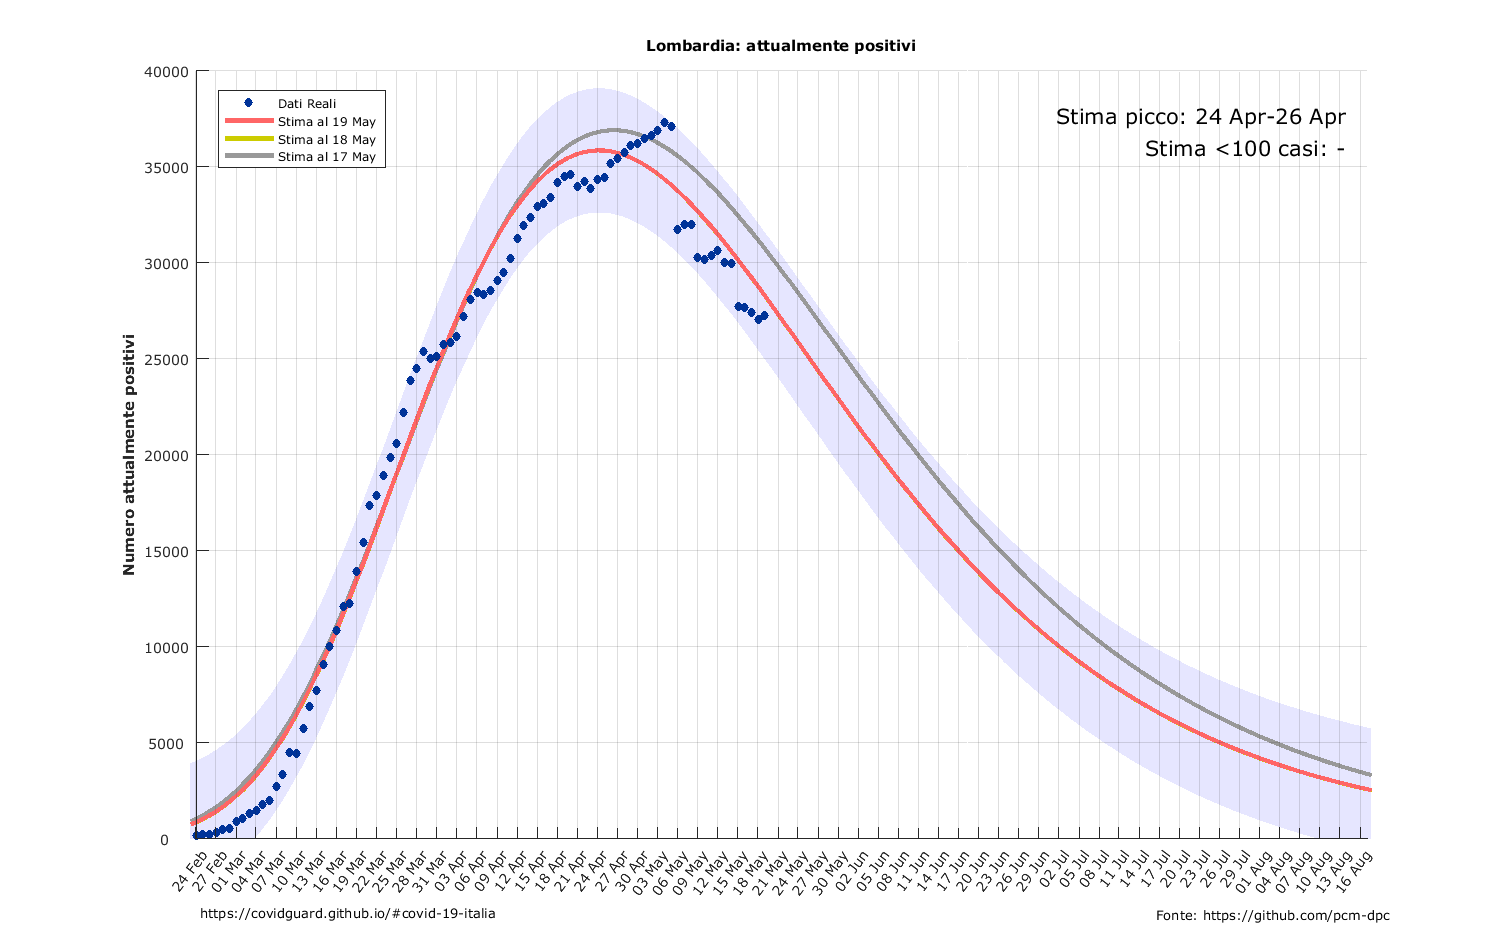 Lombardia: attualmente positivi
40000
35000
30000
25000
20000
15000
10000
5000
0
Numero attualmente positivi
Dati Reali
Stima al 19 May
Stima al 18 May
Stima al 17 May
Stima picco: 24 Apr-26 Apr
Stima <100 casi: -
24 Feb
27 Feb
01 Mar
04 Mar
07 Mar
10 Mar
13 Mar
16 Mar
19 Mar
22 Mar
25 Mar
28 Mar
31 Mar
03 Apr
06 Apr
09 Apr
12 Apr
15 Apr
18 Apr
21 Apr
24 Apr
27 Apr
30 Apr
03 May
06 May
09 May
12 May
15 May
18 May
21 May
24 May
27 May
30 May
02 Jun
05 Jun
08 Jun
11 Jun
14 Jun
17 Jun
20 Jun
23 Jun
26 Jun
29 Jun
02 Jul
05 Jul
08 Jul
11 Jul
14 Jul
17 Jul
20 Jul
23 Jul
26 Jul
29 Jul
01 Aug
04 Aug
07 Aug
10 Aug
13 Aug
16 Aug
https://covidguard.github.io/#covid-19-italia
Fonte: https://github.com/pcm-dpc